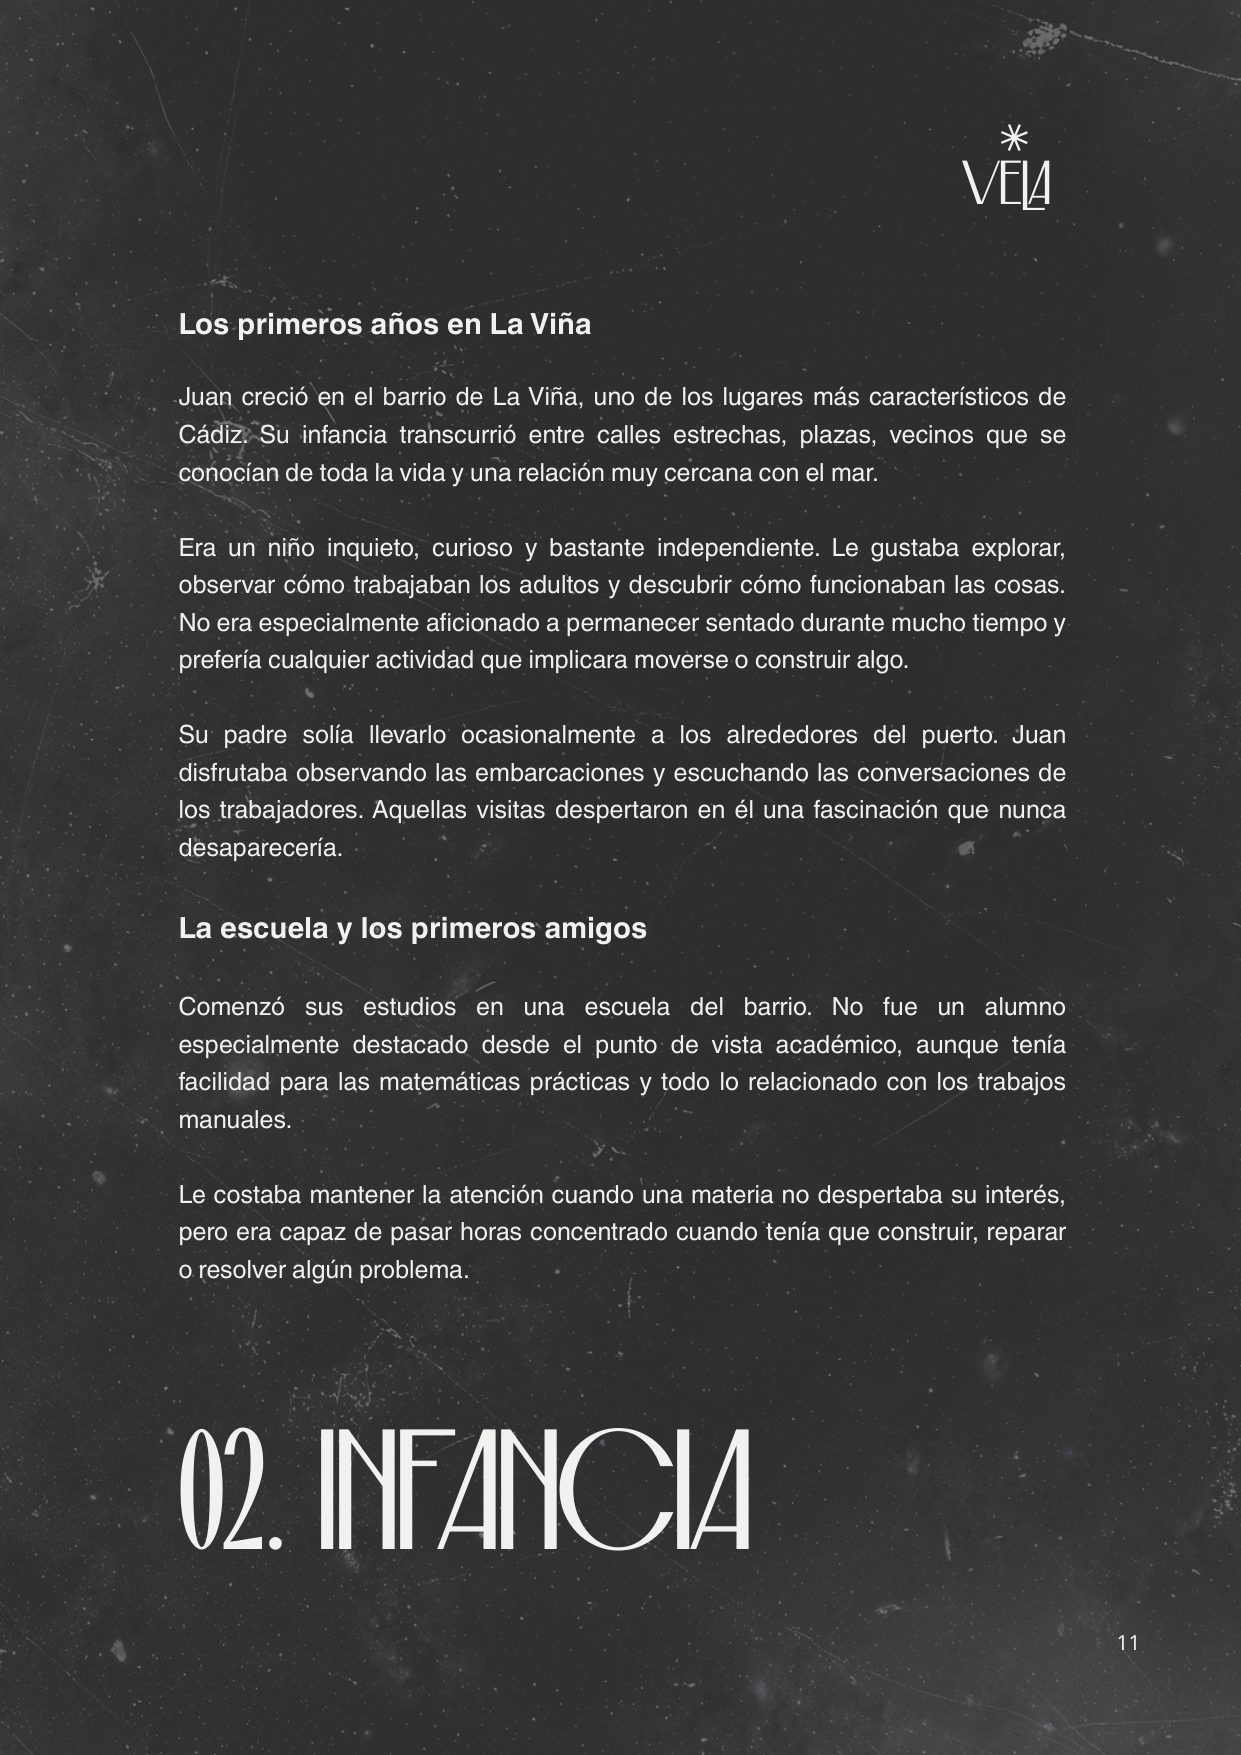 VELA
Los primeros años en La Viña
Juan creció en el barrio de La Viña, uno de los lugares más característicos de
Cádiz. Su infancia transcurrió entre calles estrechas, plazas, vecinos que se
conocían de toda la vida y una relación muy cercana con el mar.
Era un niño inquieto, curioso y bastante independiente. Le gustaba explorar,
observar cómo trabajaban los adultos y descubrir cómo funcionaban las cosas.
No era especialmente aficionado a permanecer sentado durante mucho tiempo y
prefería cualquier actividad que implicara moverse o construir algo.
Su padre solía llevarlo ocasionalmente a los alrededores del puerto. Juan
disfrutaba observando las embarcaciones y escuchando las conversaciones de
los trabajadores. Aquellas visitas despertaron en él una fascinación que nunca
desaparecería.
La escuela y los primeros amigos
Comenzó sus estudios en una escuela del barrio. No fue un alumno
especialmente destacado desde el punto de vista académico, aunque tenía
facilidad para las matemáticas prácticas y todo lo relacionado con los trabajos
manuales.
Le costaba mantener la atención cuando una materia no despertaba su interés,
pero era capaz de pasar horas concentrado cuando tenía que construir, reparar
o resolver algún problema.
02. INFANCIA
11